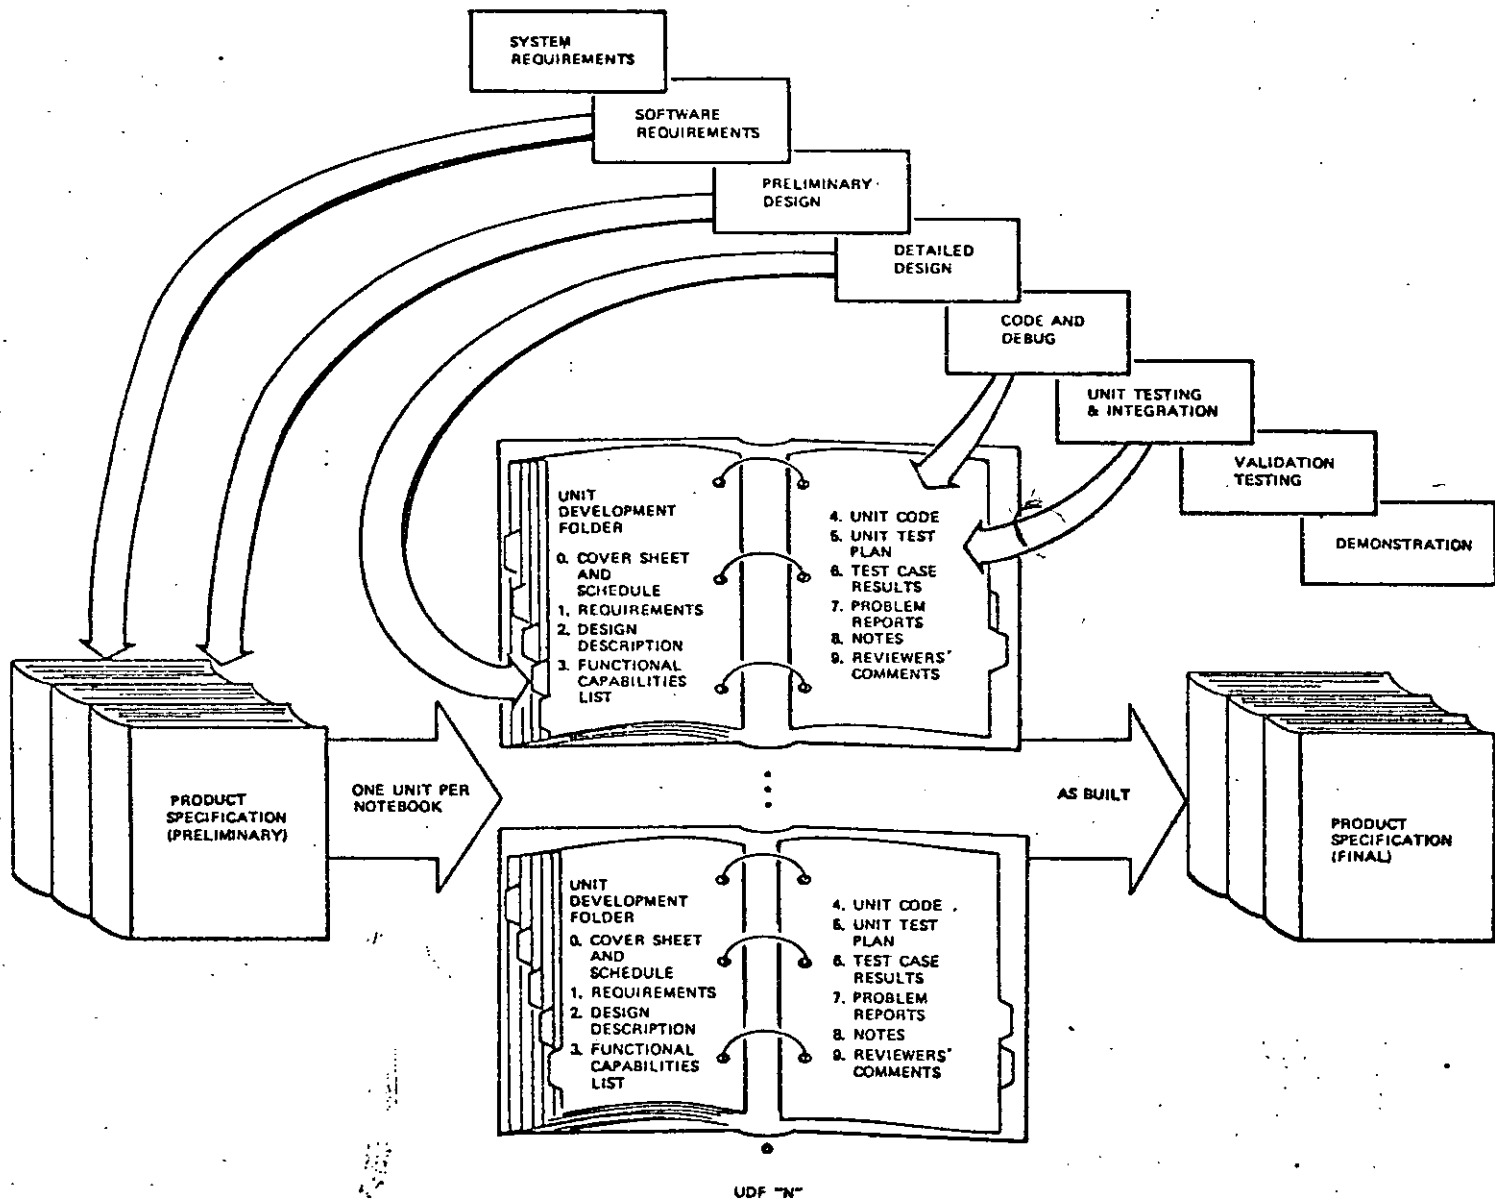 SYSTEM
REQUIREMENTS
SOFTWARE
REQUIREMENTS
PRELIMINARY
DESIGN
DETAILED
DESIGN
CODE AND
DEBUG
UNIT TESTING
& INTEGRATION
VALIDATION
TESTING
DEMONSTRATION
UNIT
DEVELOPMENT
FOLDER
0. COVER SHEET
AND
SCHEDULE
1. REQUIREMENTS
2. DESIGN
DESCRIPTION
3. FUNCTIONAL
CAPABILITIES
LIST
4. UNIT CODE
5. UNIT TEST
PLAN
6. TEST CASE
RESULTS
7. PROBLEM
REPORTS
8. NOTES
9. REVIEWERS'
COMMENTS
PRODUCT
SPECIFICATION
(PRELIMINARY)
ONE UNIT PER
NOTEBOOK
AS BUILT
PRODUCT
SPECIFICATION
(FINAL)
UNIT
DEVELOPMENT
FOLDER
0. COVER SHEET
AND
SCHEDULE
1. REQUIREMENTS
2. DESIGN
DESCRIPTION
3. FUNCTIONAL
CAPABILITIES
LIST
4. UNIT CODE
5. UNIT TEST
PLAN
6. TEST CASE
RESULTS
7. PROBLEM
REPORTS
8. NOTES
9. REVIEWERS'
COMMENTS
UDF "N"